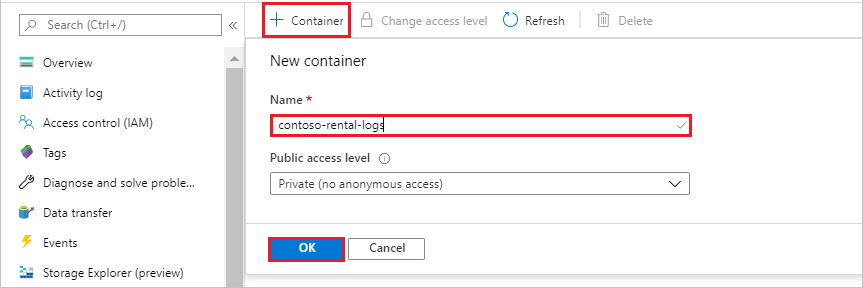 Search (Ctrl+/)
«
Overview
Activity log
Access control (IAM)
Tags
Diagnose and solve proble...
Data transfer
Events
Storage Explorer (preview)
+ Container
Change access level
Refresh
Delete
New container
Name *
contoso-rental-logs
Public access level
Private (no anonymous access)
OK
Cancel